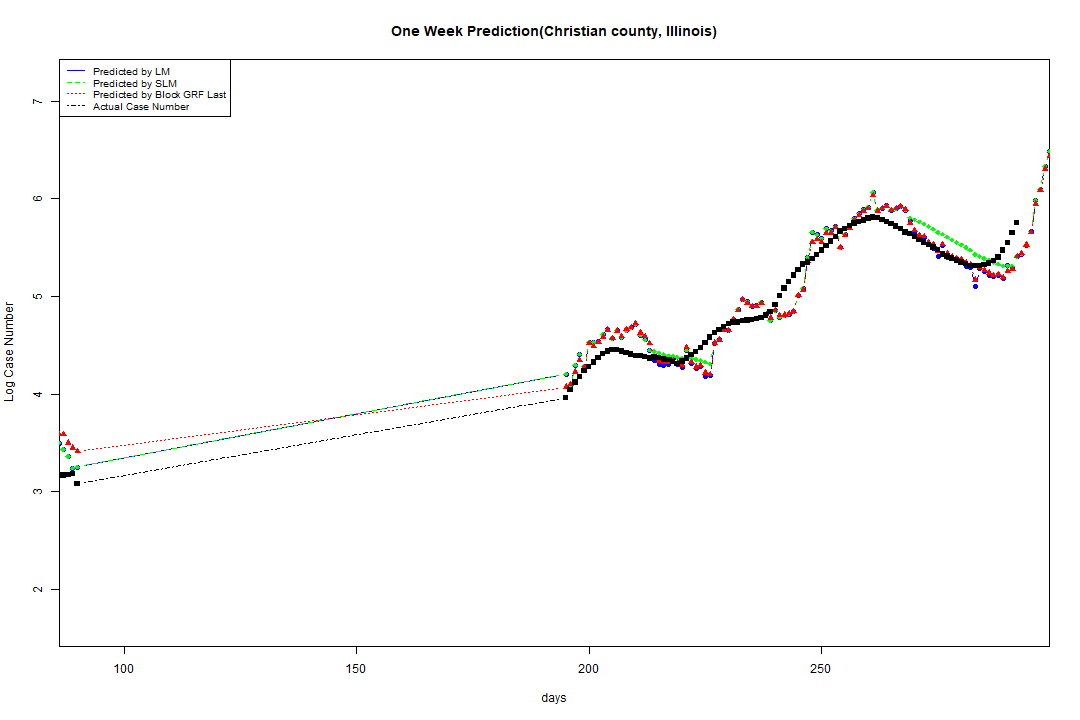 One Week Prediction(Christian county, Illinois)
Predicted by LM
Predicted by SLM
Predicted by Block GRF Last
Actual Case Number
7
6
5
4
3
2
Log Case Number
100 150 200 250
days